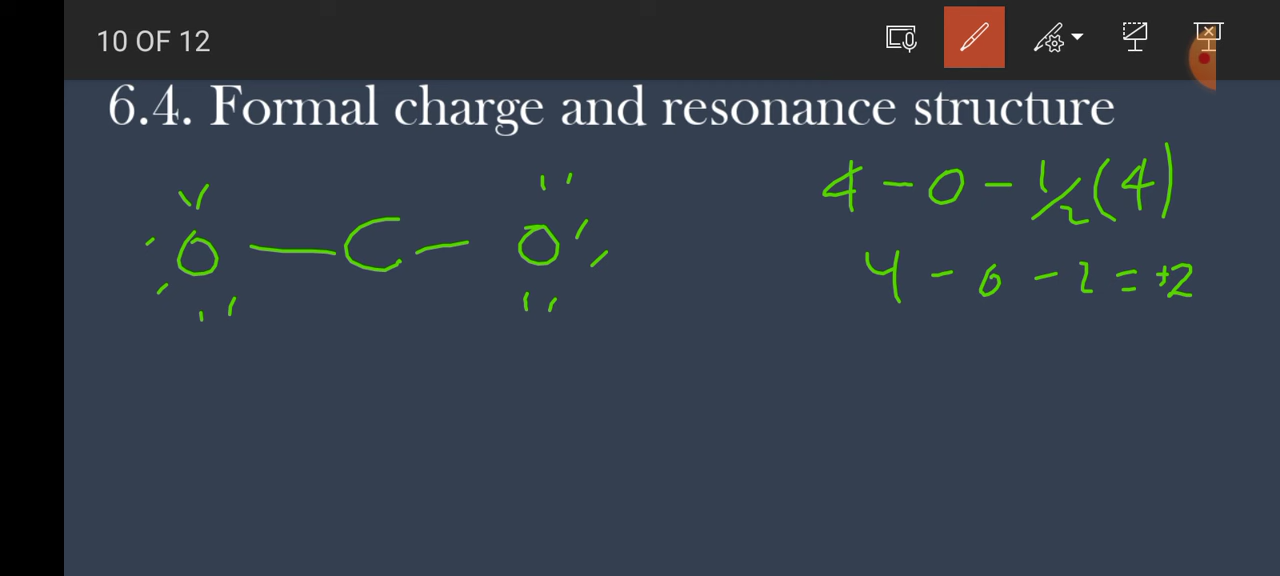 10 OF 12
6.4. Formal charge and resonance structure
4 - 0 - 1/2 (4)
O — C — O
4 - 0 - 2 = +2